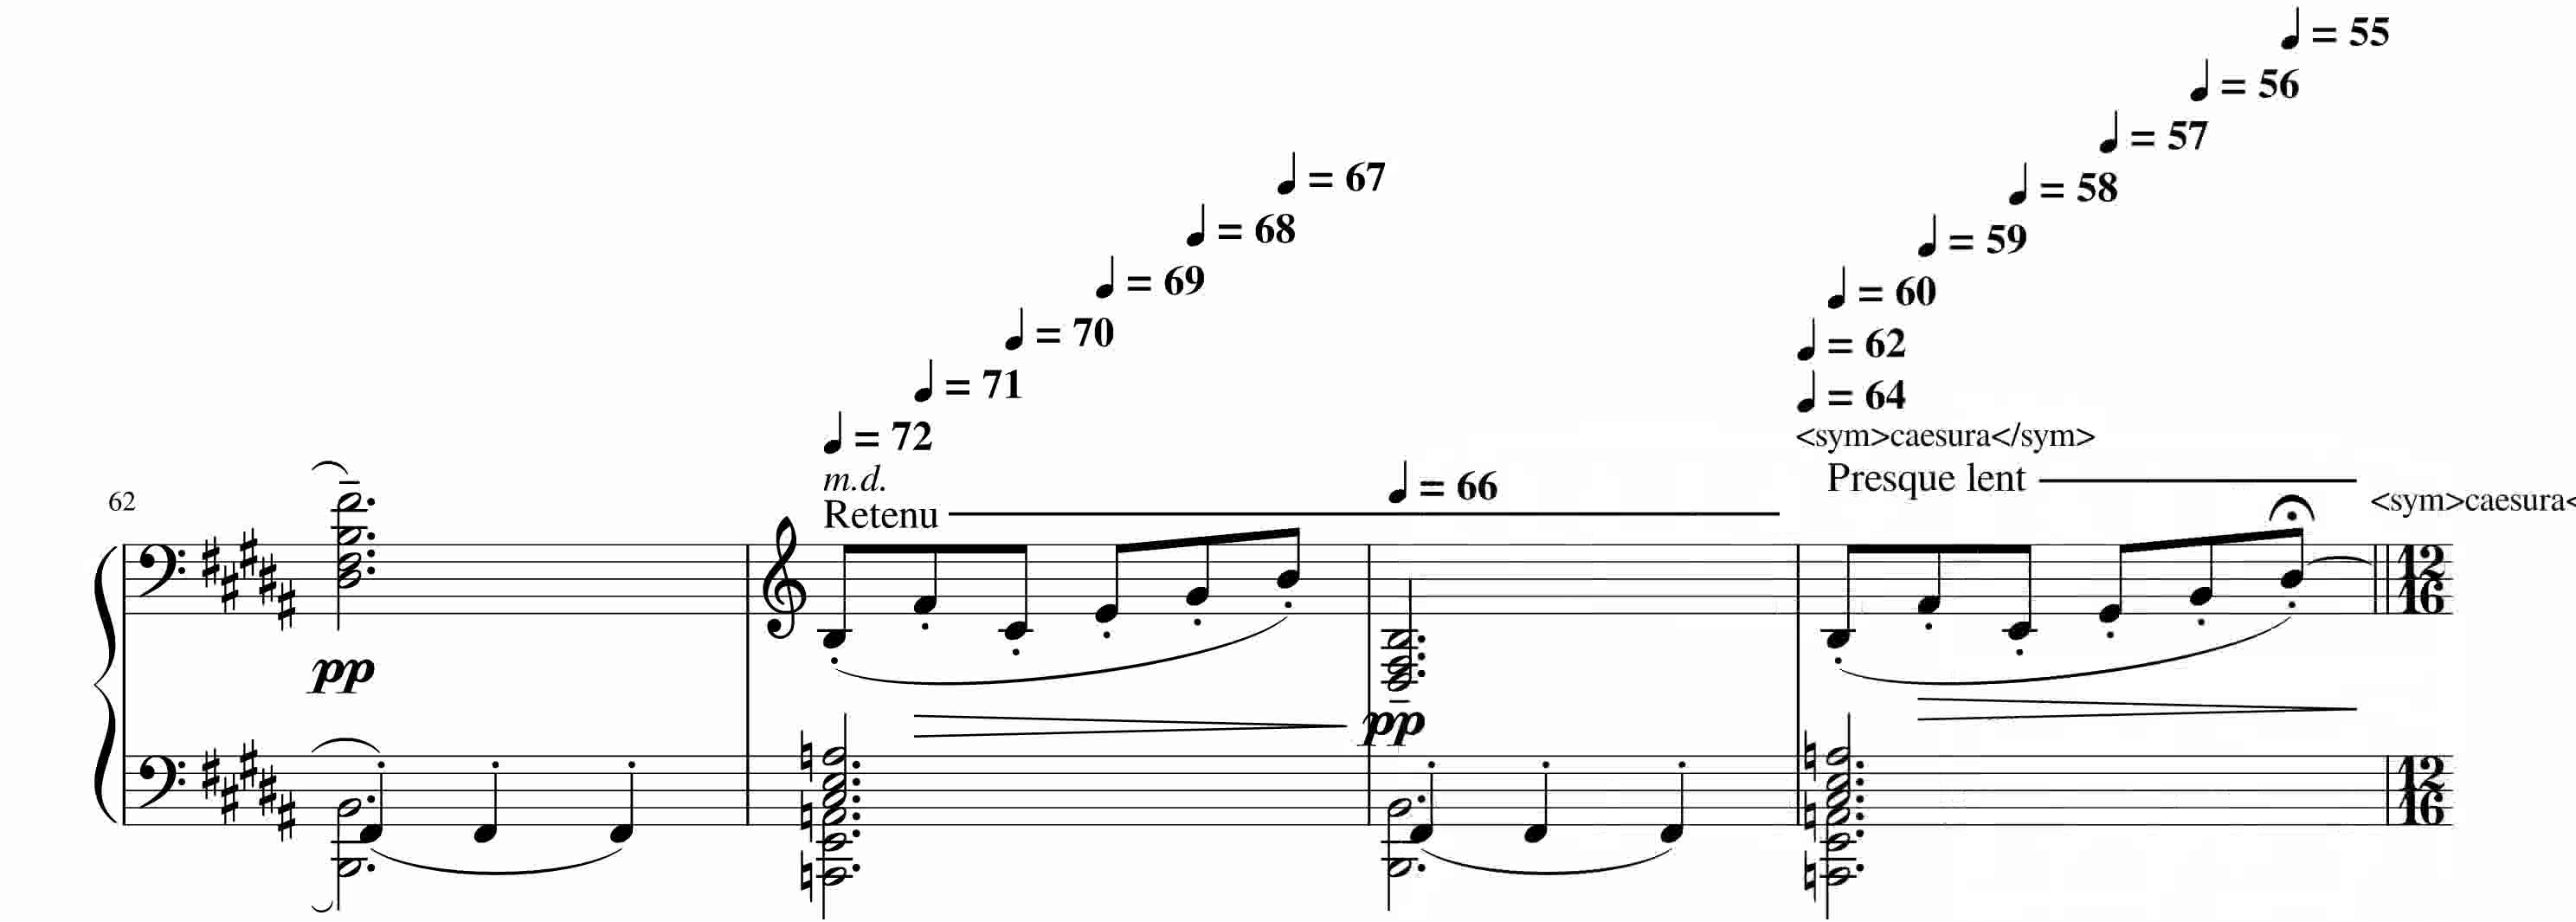 = 55
= 56
= 57
= 67
= 58
= 68
= 59
= 69
= 60
= 70
= 62
= 71
= 64
= 72
<sym>caesura</sym>
m.d.
Presque lent
= 66
62
<sym>caesura<
Retenu
12
16
pp
pp
12
16